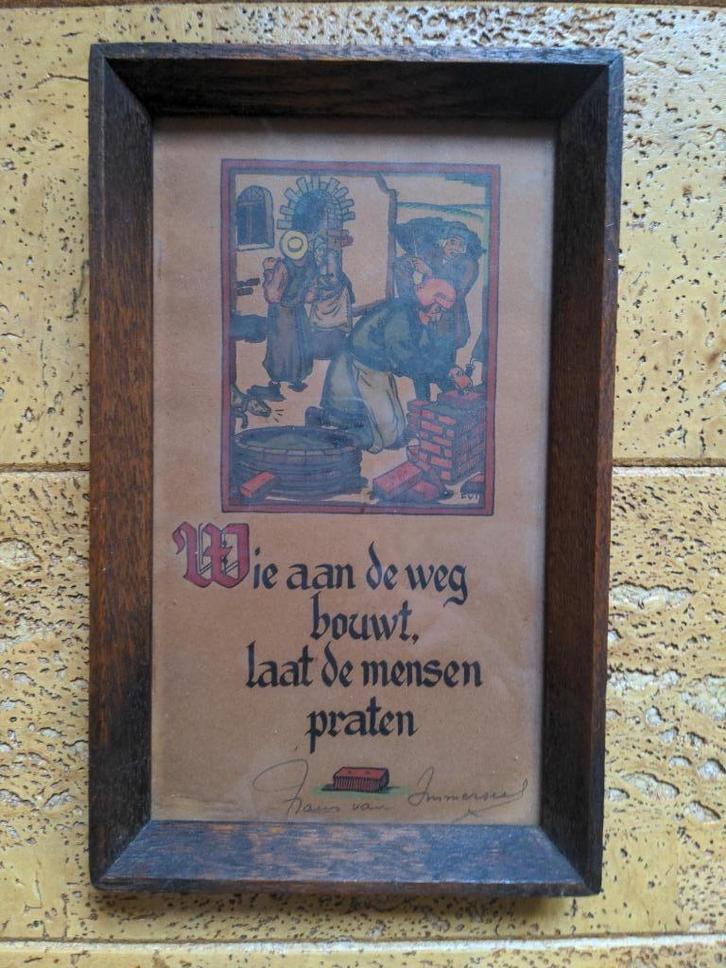 Wie aan de weg
bouwt,
laat de mensen
praten
Frans van Immerseel